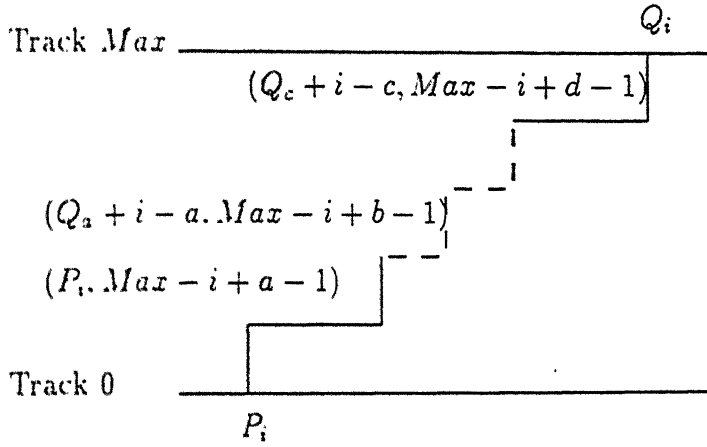 Q_i
Track Max
(Q_c + i − c, Max − i + d − 1)
(Q_a + i − a. Max − i + b − 1)
(P_i. Max − i + a − 1)
Track 0
P_i